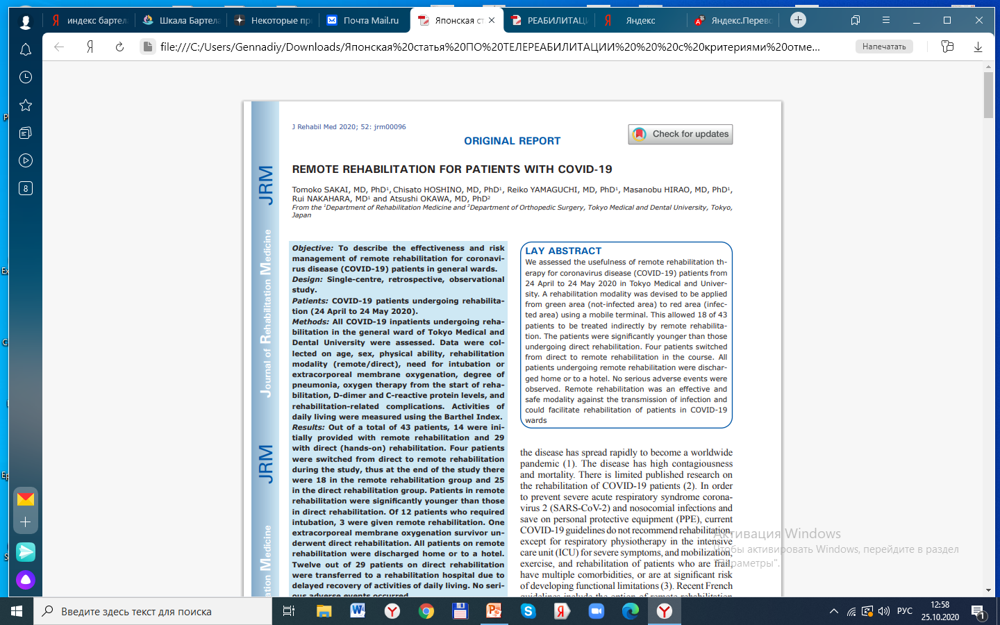 индекс бартел
Шкала Бартела
Некоторые пр
Почта Mail.ru
Японская ст
РЕАБИЛИТАЦ
Яндекс
Яндекс.Перево
file:///C:/Users/Gennadiy/Downloads/Японская%20статья%20ПО%20ТЕЛЕРЕАБИЛИТАЦИИ%20%20%20с%20критериями%20отме...
Напечатать
8
J Rehabil Med 2020; 52: jrm00096
ORIGINAL REPORT
Check for updates
REMOTE REHABILITATION FOR PATIENTS WITH COVID-19
Tomoko SAKAI, MD, PhD¹, Chisato HOSHINO, MD, PhD¹, Reiko YAMAGUCHI, MD, PhD¹, Masanobu HIRAO, MD, PhD¹,
Rui NAKAHARA, MD¹ and Atsushi OKAWA, MD, PhD²
From the ¹Department of Rehabilitation Medicine and ²Department of Orthopedic Surgery, Tokyo Medical and Dental University, Tokyo,
Japan
JRM
Journal of Rehabilitation Medicine
JRM
ation Medicine
Objective: To describe the effectiveness and risk
management of remote rehabilitation for coronavi-
rus disease (COVID-19) patients in general wards.
Design: Single-centre, retrospective, observational
study.
Patients: COVID-19 patients undergoing rehabilita-
tion (24 April to 24 May 2020).
Methods: All COVID-19 inpatients undergoing reha-
bilitation in the general ward of Tokyo Medical and
Dental University were assessed. Data were col-
lected on age, sex, physical ability, rehabilitation
modality (remote/direct), need for intubation or
extracorporeal membrane oxygenation, degree of
pneumonia, oxygen therapy from the start of reha-
bilitation, D-dimer and C-reactive protein levels, and
rehabilitation-related complications. Activities of
daily living were measured using the Barthel Index.
Results: Out of a total of 43 patients, 14 were ini-
tially provided with remote rehabilitation and 29
with direct (hands-on) rehabilitation. Four patients
were switched from direct to remote rehabilitation
during the study, thus at the end of the study there
were 18 in the remote rehabilitation group and 25
in the direct rehabilitation group. Patients in remote
rehabilitation were significantly younger than those
in direct rehabilitation. Of 12 patients who required
intubation, 3 were given remote rehabilitation. One
extracorporeal membrane oxygenation survivor un-
derwent direct rehabilitation. All patients on remote
rehabilitation were discharged home or to a hotel.
Twelve out of 29 patients on direct rehabilitation
were transferred to a rehabilitation hospital due to
delayed recovery of activities of daily living. No seri-
ous adverse events occurred.
LAY ABSTRACT
We assessed the usefulness of remote rehabilitation th-
erapy for coronavirus disease (COVID-19) patients from
24 April to 24 May 2020 in Tokyo Medical and Univer-
sity. A rehabilitation modality was devised to be applied
from green area (not-infected area) to red area (infec-
ted area) using a mobile terminal. This allowed 18 of 43
patients to be treated indirectly by remote rehabilita-
tion. The patients were significantly younger than those
undergoing direct rehabilitation. Four patients switched
from direct to remote rehabilitation in the course. All
patients undergoing remote rehabilitation were dischar-
ged home or to a hotel. No serious adverse events were
observed. Remote rehabilitation was an effective and
safe modality against the transmission of infection and
could facilitate rehabilitation of patients in COVID-19
wards
the disease has spread rapidly to become a worldwide
pandemic (1). The disease has high contagiousness
and mortality. There is limited published research on
the rehabilitation of COVID-19 patients (2). In order
to prevent severe acute respiratory syndrome corona-
virus 2 (SARS-CoV-2) and nosocomial infections and
save on personal protective equipment (PPE), current
COVID-19 guidelines do not recommend rehabilitation,
except for respiratory physiotherapy in the intensive
care unit (ICU) for severe symptoms, and mobilization,
exercise, and rehabilitation of patients who are frail,
have multiple comorbidities, or are at significant risk
of developing functional limitations (3). Recent French
guidelines include the option of remote rehabilitation
Активация Windows
Чтобы активировать Windows, перейдите в раздел
"Параметры".
Введите здесь текст для поиска
РУС
12:58
25.10.2020
1